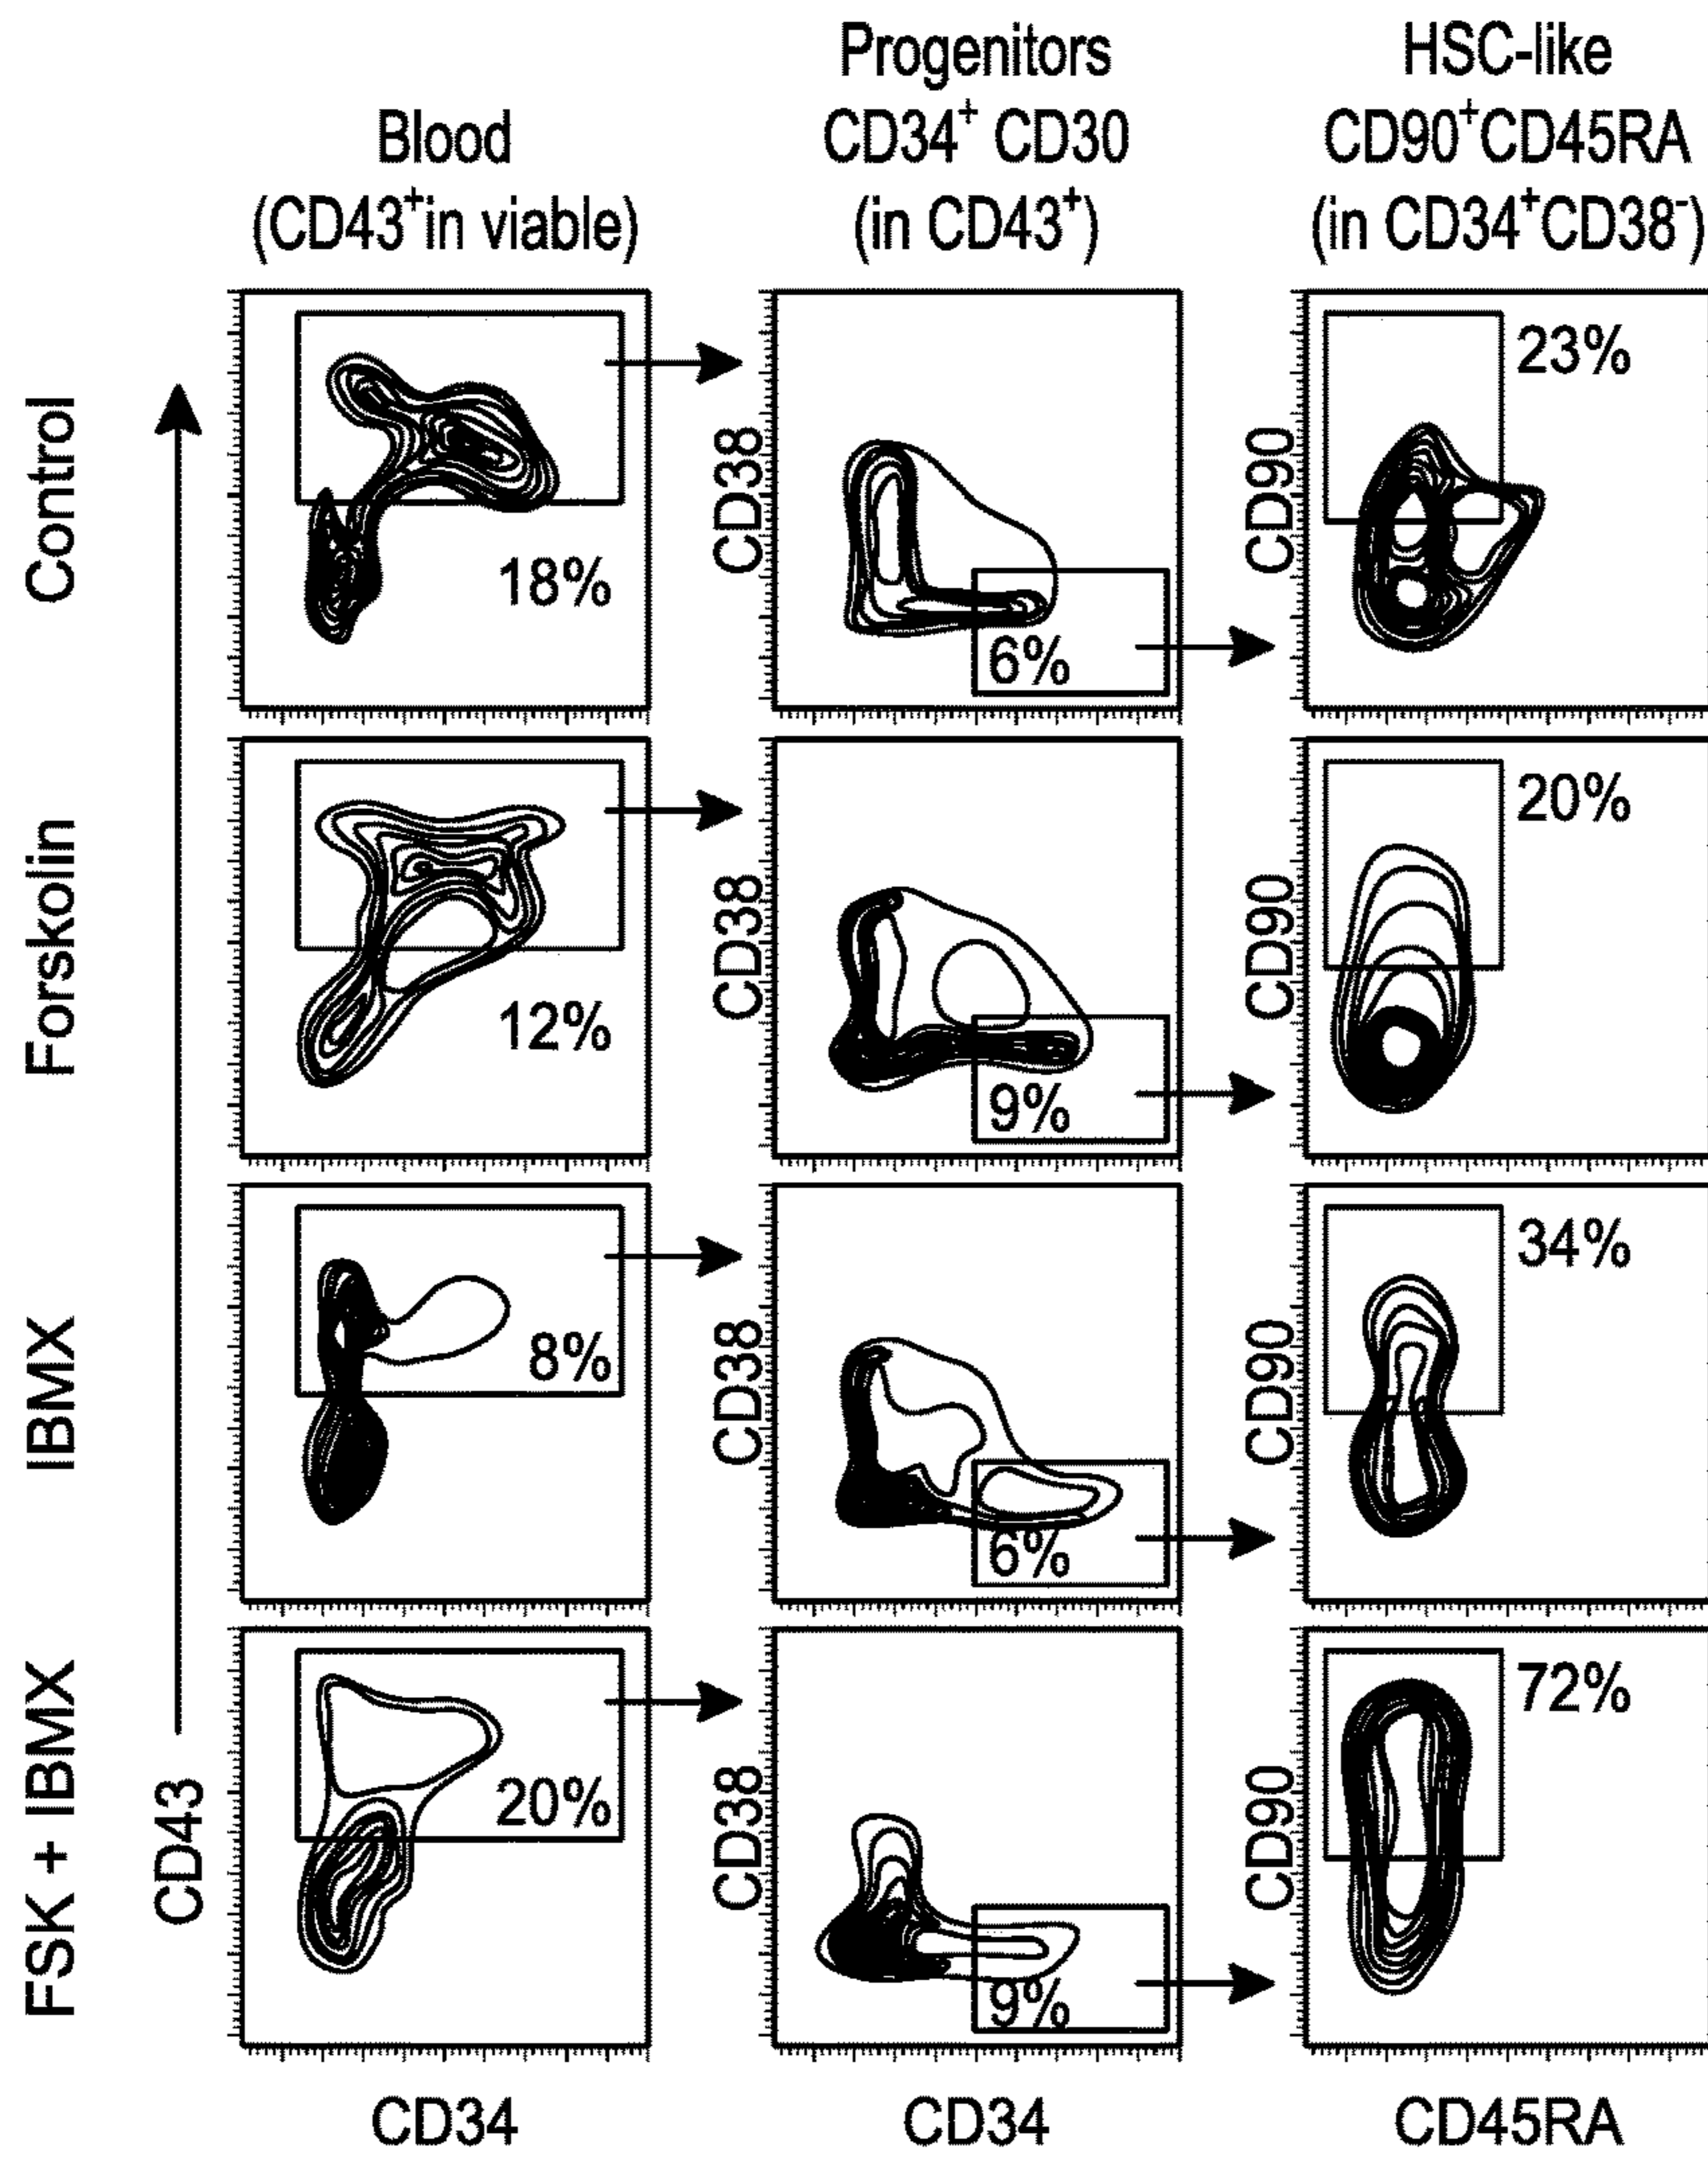 Blood
(CD43⁺in viable)
Progenitors
CD34⁺ CD30
(in CD43⁺)
HSC-like
CD90⁺CD45RA
(in CD34⁺CD38⁻)
Control
18%
CD38
6%
CD90
23%
Forskolin
12%
CD38
9%
CD90
20%
IBMX
8%
CD38
6%
CD90
34%
FSK + IBMX
CD43
20%
CD38
9%
CD90
72%
CD34
CD34
CD45RA